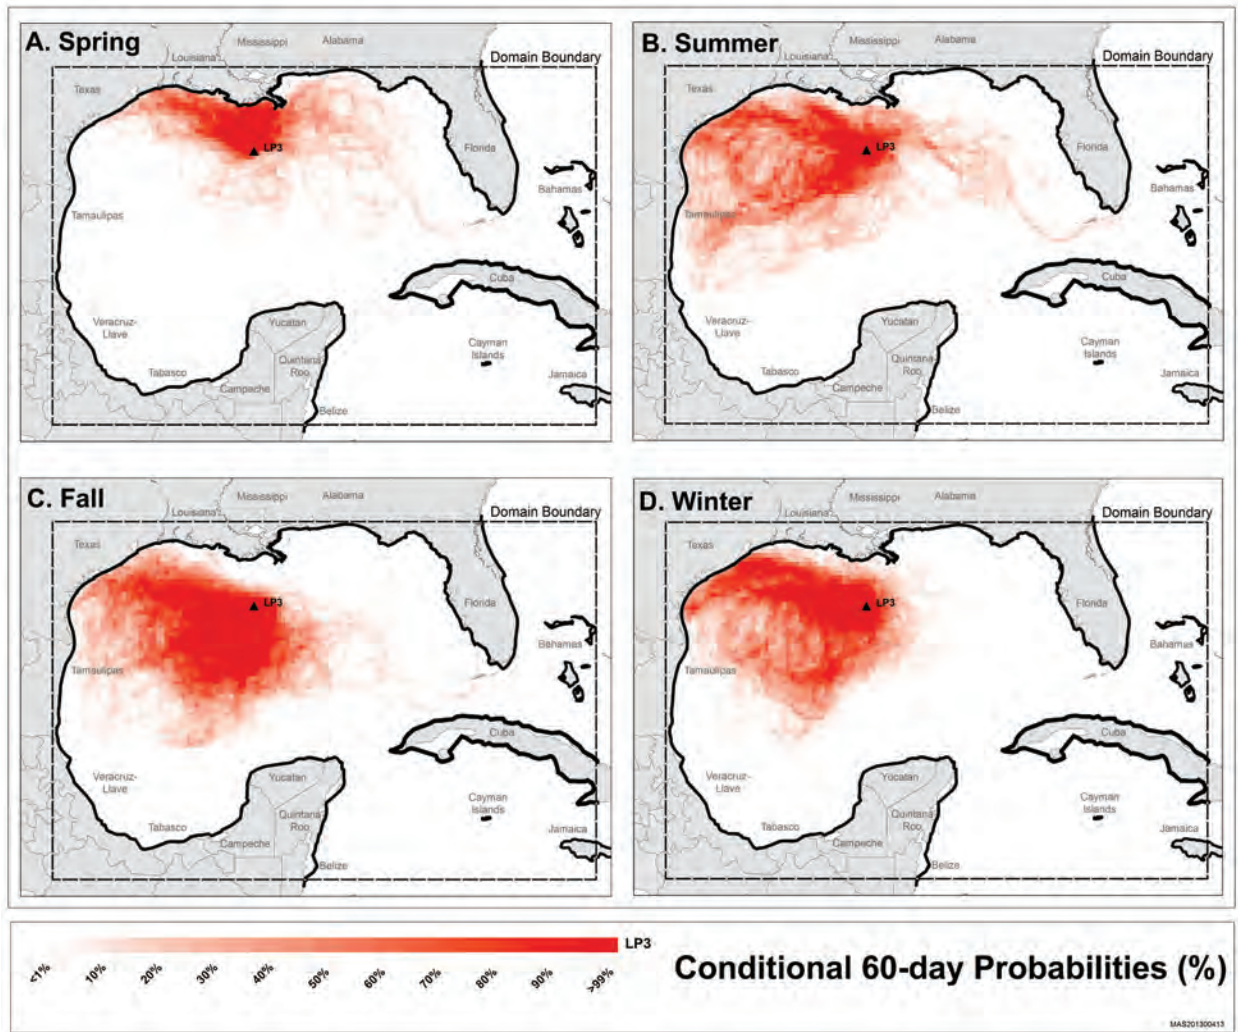 A. Spring
Mississippi
Alabama
Louisiana
Domain Boundary
Texas
LP3
Florida
Bahamas
Tamaulipas
Cuba
Veracruz-
Llave
Yucatan
Cayman
Islands
Tabasco
Quintana
Roo
Campeche
Jamaica
Belize
B. Summer
Mississippi
Alabama
Louisiana
Domain Boundary
Texas
LP3
Florida
Bahamas
Tamaulipas
Cuba
Veracruz-
Llave
Yucatan
Cayman
Islands
Tabasco
Quintana
Roo
Campeche
Jamaica
Belize
C. Fall
Mississippi
Alabama
Louisiana
Domain Boundary
Texas
LP3
Florida
Bahamas
Tamaulipas
Cuba
Veracruz-
Llave
Yucatan
Cayman
Islands
Tabasco
Quintana
Roo
Campeche
Jamaica
Belize
D. Winter
Mississippi
Alabama
Louisiana
Domain Boundary
Texas
LP3
Florida
Bahamas
Tamaulipas
Cuba
Veracruz-
Llave
Yucatan
Cayman
Islands
Tabasco
Quintana
Roo
Campeche
Jamaica
Belize
LP3
<1% 10% 20% 30% 40% 50% 60% 70% 80% 90% >99%
Conditional 60-day Probabilities (%)
MAS201300413